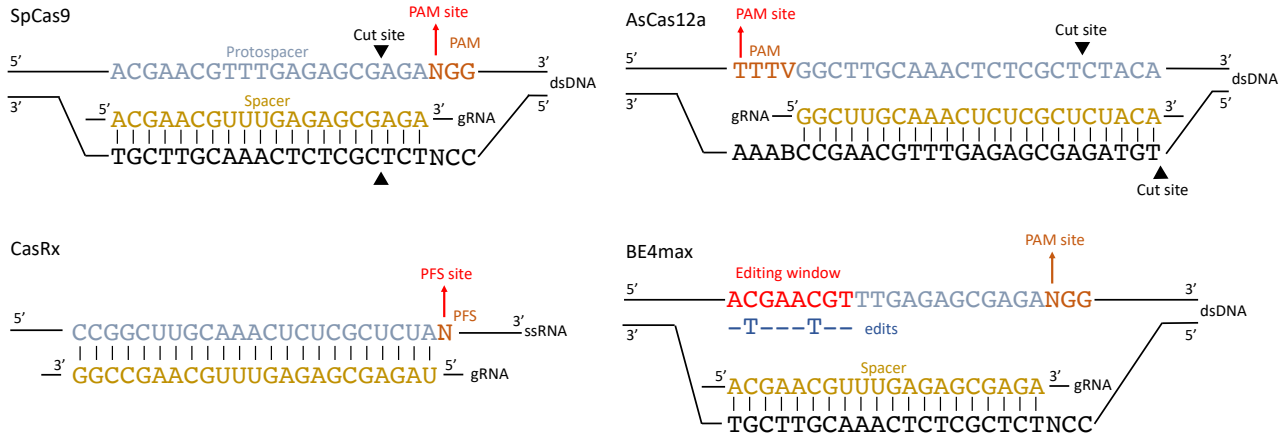 SpCas9
PAM site
Cut site
Protospacer
PAM
5’
ACGAACGTTTGAGAGCGAGANGG
3’
dsDNA
3’
5’
Spacer
5’
ACGAACGUUUGAGAGCGAGA
3’
gRNA
TGCTTGCAAACTCTCGCTCTNCC
AsCas12a
PAM site
Cut site
PAM
5’
TTTVGGCTTGCAAACTCTCGCTCTACA
3’
dsDNA
3’
5’
gRNA
5’
GGCUUGCAAACUCUCGCUCUACA
3’
AAABCCGAACGTTTGAGAGCGAGATGT
Cut site
CasRx
PFS site
PFS
5’
CCGGCUUGCAAACUCUCGCUCUAN
3’
ssRNA
3’
GGCCGAACGUUUGAGAGCGAGAU
5’
gRNA
BE4max
PAM site
Editing window
5’
ACGAACGTTTGAGAGCGAGANGG
3’
dsDNA
–T–––T–– edits
3’
5’
Spacer
5’
ACGAACGUUUGAGAGCGAGA
3’
gRNA
TGCTTGCAAACTCTCGCTCTNCC